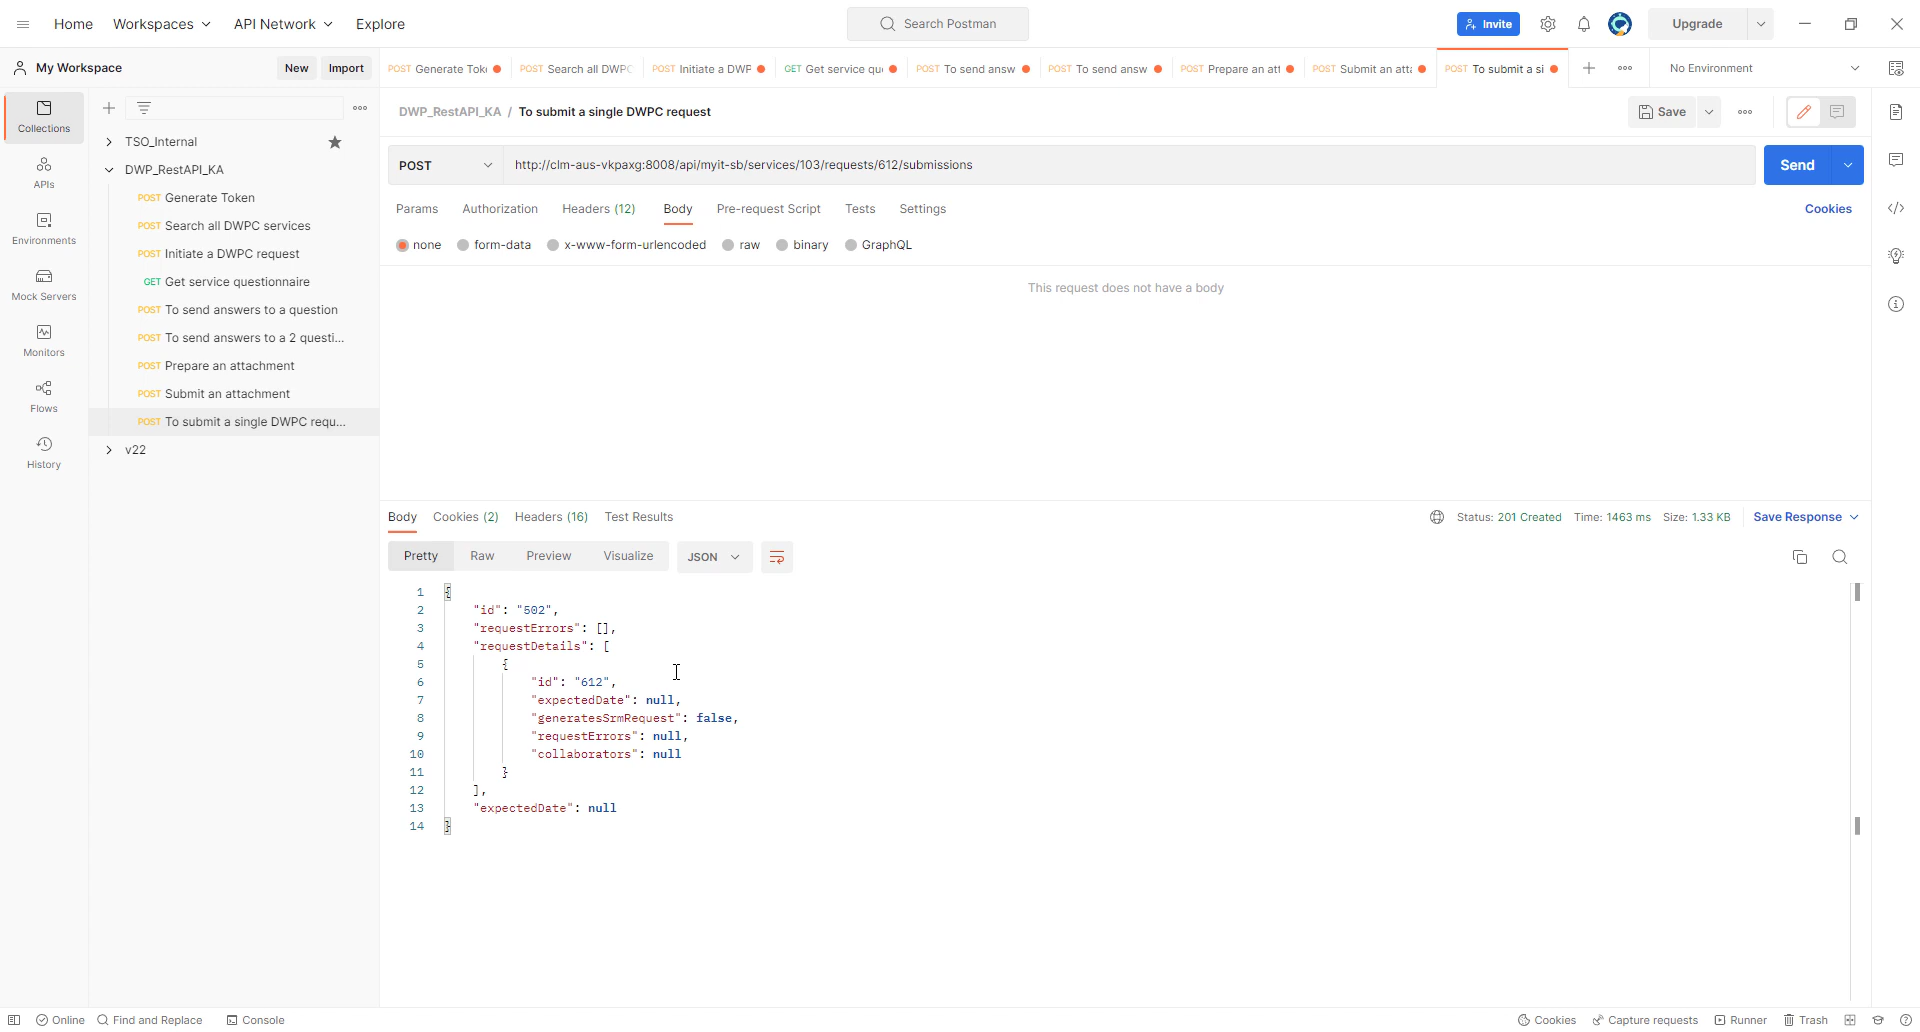 Home Workspaces API Network Explore Search Postman Invite Upgrade
My Workspace New Import POST Generate Tok POST Search all DWPC POST Initiate a DWP GET Get service qu POST To send answ POST To send answ POST Prepare an att POST Submit an atta POST To submit a si No Environment
Collections
APIs
Environments
Mock Servers
Monitors
Flows
History
TSO_Internal
DWP_RestAPI_KA
POST Generate Token
POST Search all DWPC services
POST Initiate a DWPC request
GET Get service questionnaire
POST To send answers to a question
POST To send answers to a 2 questi...
POST Prepare an attachment
POST Submit an attachment
POST To submit a single DWPC requ...
v22
DWP_RestAPI_KA / To submit a single DWPC request Save
POST http://clm-aus-vkpaxg:8008/api/myit-sb/services/103/requests/612/submissions Send
Params Authorization Headers (12) Body Pre-request Script Tests Settings Cookies
none form-data x-www-form-urlencoded raw binary GraphQL
This request does not have a body
Body Cookies (2) Headers (16) Test Results Status: 201 Created Time: 1463 ms Size: 1.33 KB Save Response
Pretty Raw Preview Visualize JSON
1 {
2 "id": "502",
3 "requestErrors": [],
4 "requestDetails": [
5 {
6 "id": "612",
7 "expectedDate": null,
8 "generatesSrmRequest": false,
9 "requestErrors": null,
10 "collaborators": null
11 }
12 ],
13 "expectedDate": null
14 }
Online Find and Replace Console Cookies Capture requests Runner Trash